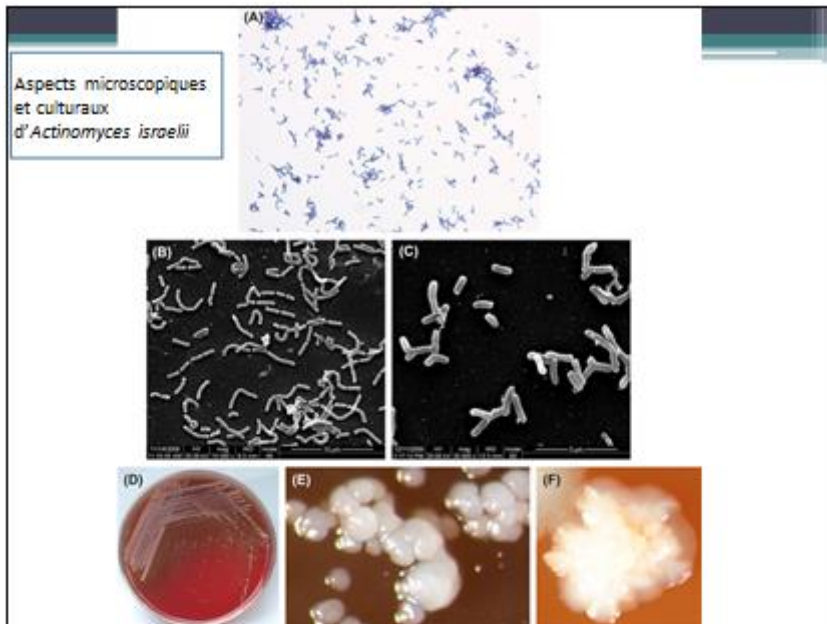 (A)
Aspects microscopiques
et culturaux
d'Actinomyces israelii
(B)
(C)
(D)
(E)
(F)